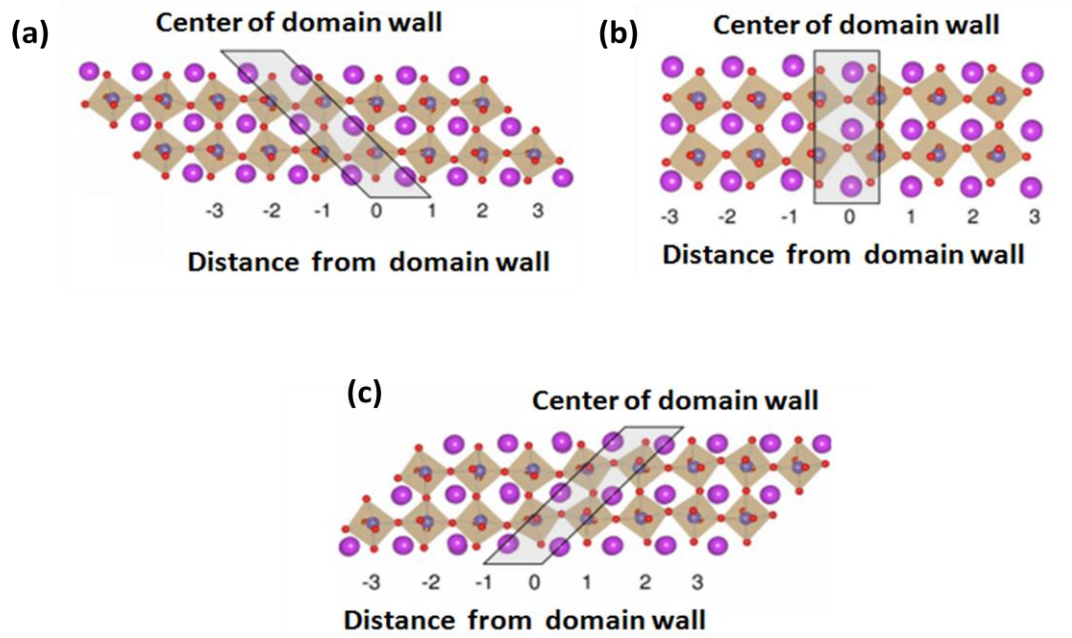 (a)
Center of domain wall
-3 -2 -1 0 1 2 3
Distance from domain wall
(b)
Center of domain wall
-3 -2 -1 0 1 2 3
Distance from domain wall
(c)
Center of domain wall
-3 -2 -1 0 1 2 3
Distance from domain wall